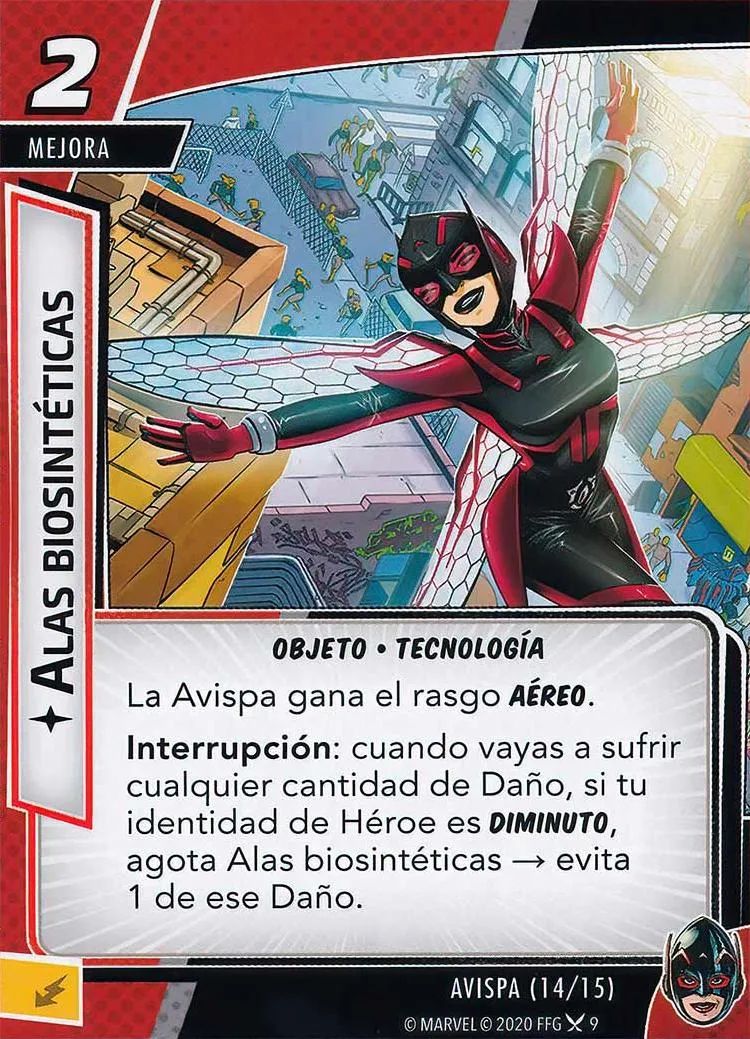 2
MEJORA
ALAS BIOSINTÉTICAS
OBJETO • TECNOLOGÍA
La Avispa gana el rasgo AÉREO.
Interrupción: cuando vayas a sufrir
cualquier cantidad de Daño, si tu
identidad de Héroe es DIMINUTO,
agota Alas biosintéticas → evita
1 de ese Daño.
AVISPA (14/15)
© MARVEL © 2020 FFG 9